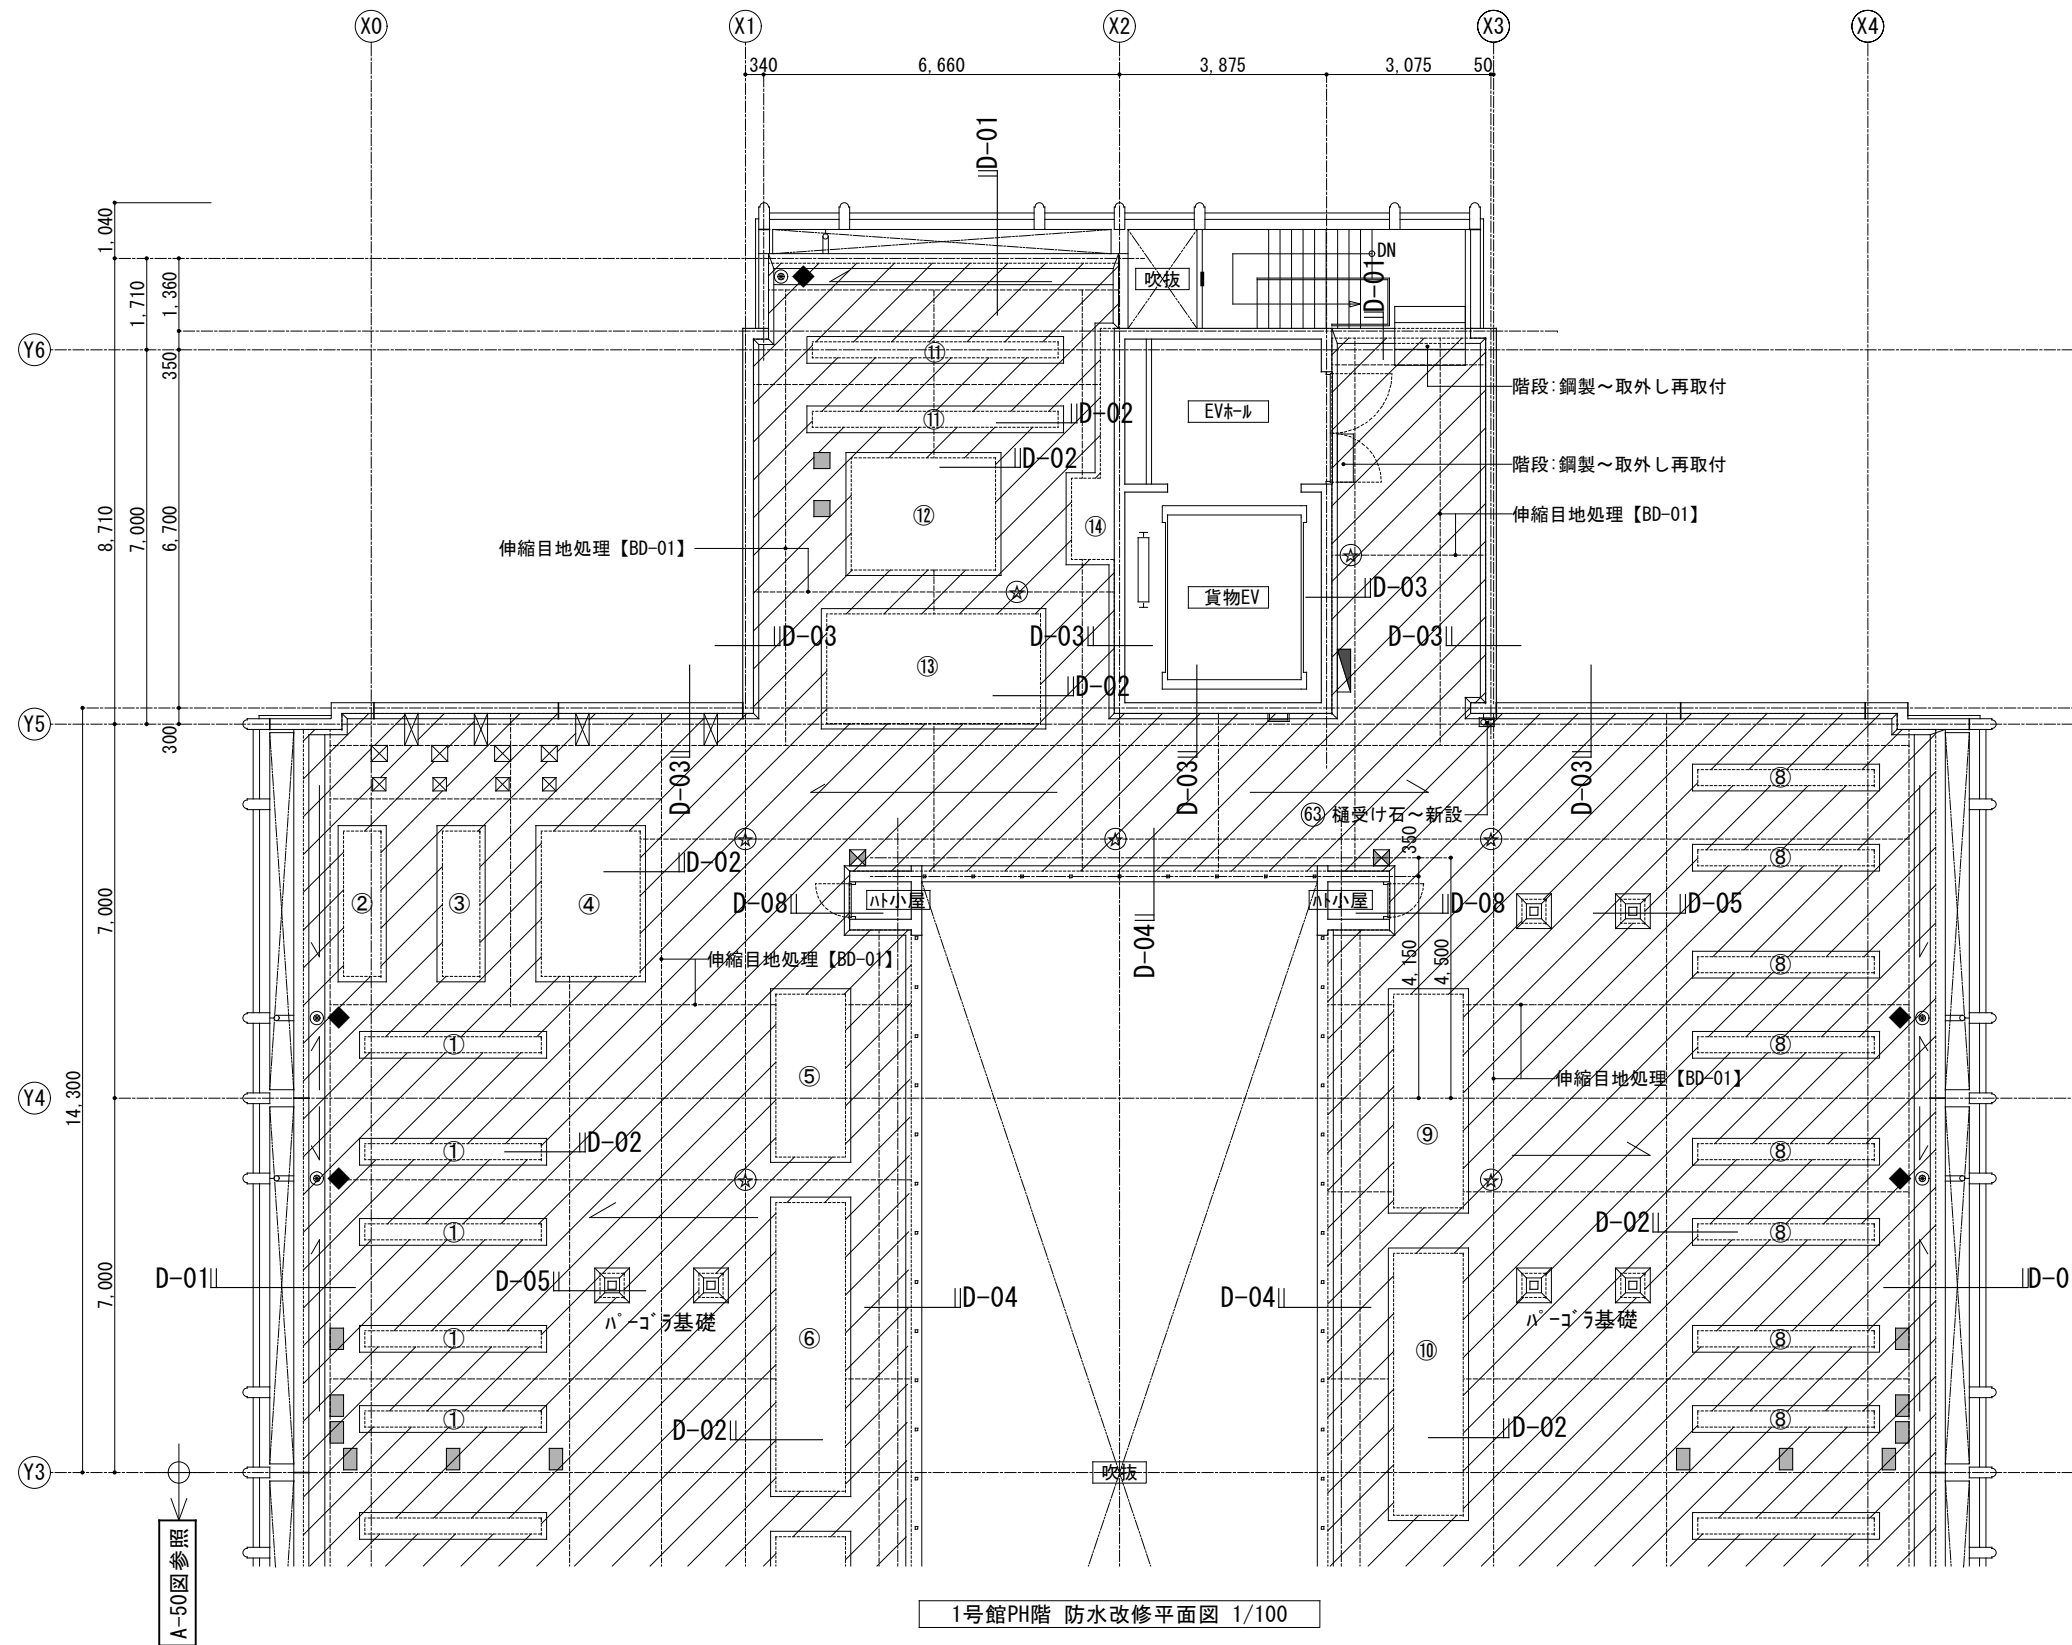 X0
X1
X2
X3
X4
340
6,660
3,875
3,075
50
D-01
1,040
1,710
1,360
吹抜
DN
D-01
Y6
350
⑪
階段:鋼製～取外し再取付
⑪
D-02
EVホール
D-02
階段:鋼製～取外し再取付
8,710
7,000
6,700
⑫
⑭
伸縮目地処理【BD-01】
伸縮目地処理【BD-01】
貨物EV
D-03
D-03
D-03
D-03
⑬
D-02
Y5
300
D-03
D-03
D-03
⑧
㊿63 樋受け石～新設
350
⑧
D-02
②
③
④
D-08
ハト小屋
ハト小屋
D-08
D-05
7,000
D-04
伸縮目地処理【BD-01】
4,150
4,500
⑧
①
⑧
⑤
伸縮目地処理【BD-01】
Y4
14,300
⑨
①
D-02
⑧
①
D-02
⑧
7,000
D-01
D-05
D-04
D-04
D-0
パーゴラ基礎
パーゴラ基礎
①
⑥
⑩
⑧
①
D-02
D-02
⑧
Y3
吹抜
A-50図参照
1号館PH階 防水改修平面図 1/100